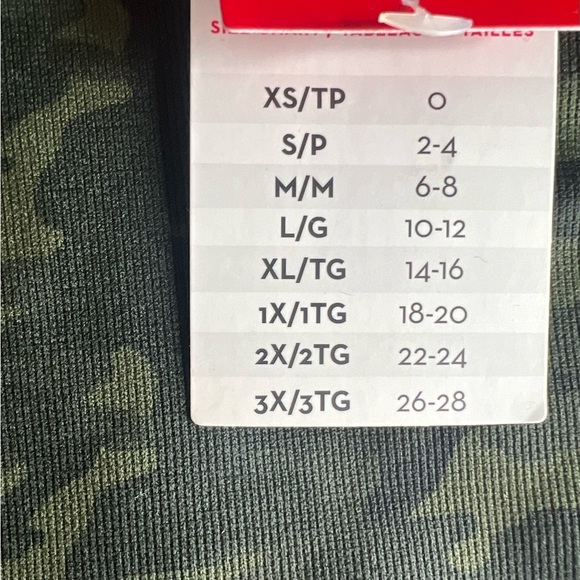 TAILLES
XS/TP 0
S/P 2-4
M/M 6-8
L/G 10-12
XL/TG 14-16
1X/1TG 18-20
2X/2TG 22-24
3X/3TG 26-28